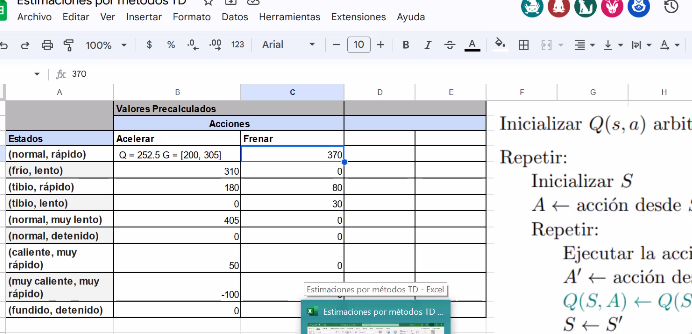 Estimaciones por métodos TD
Archivo Editar Ver Insertar Formato Datos Herramientas Extensiones Ayuda
100% $ % .0 .00 123 Arial 10 B I A
fx 370
A B C D E F G H
Valores Precalculados
Acciones
Estados Acelerar Frenar
(normal, rápido) Q = 252.5 G = [200, 305] 370
(frío, lento) 310 0
(tibio, rápido) 180 80
(tibio, lento) 0 30
(normal, muy lento) 405 0
(normal, detenido) 0 0
(caliente, muy
rápido) 50 0
(muy caliente, muy
rápido) -100
(fundido, detenido) 0
Estimaciones por métodos TD - Excel
Estimaciones por métodos TD ...
Inicializar Q(s, a) arbit
Repetir:
Inicializar S
A ← acción desde
Repetir:
Ejecutar la acci
A′ ← acción de
Q(S, A) ← Q(S
S ← S′